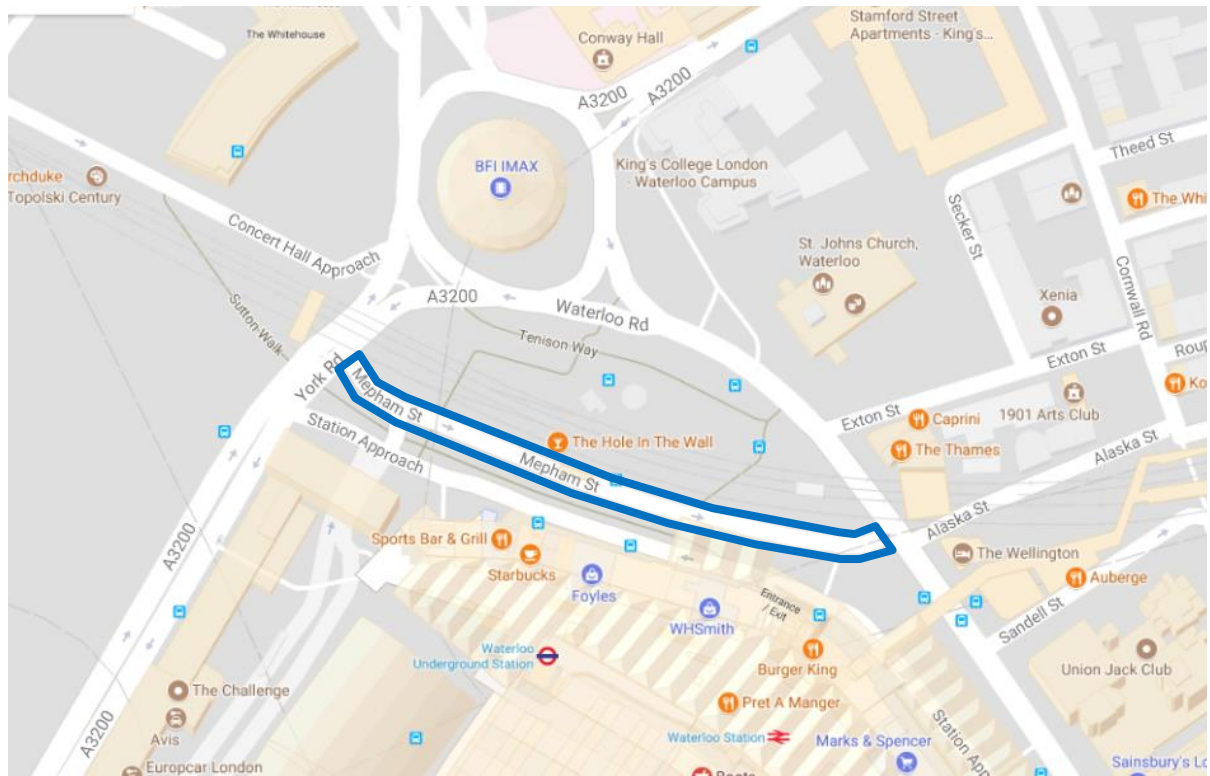 The Whitehouse
Conway Hall
Stamford Street
Apartments - King's...
A3200
A3200
BFI IMAX
King's College London
- Waterloo Campus
Theed St
rchduke
Topolski Century
The Whi
Secker St
Concert Hall Approach
St. Johns Church,
Waterloo
Cornwall Rd
Xenia
A3200
Waterloo Rd
Sutton Walk
Tenison Way
Exton St
Roup
York Rd
Mepham St
Ko
Exton St
Caprini
1901 Arts Club
Station Approach
The Hole In The Wall
The Thames
Alaska St
Mepham St
A3200
Alaska St
Sports Bar & Grill
The Wellington
Starbucks
Auberge
Foyles
Entrance
/ Exit
WHSmith
Sandell St
Waterloo
Underground Station
Burger King
Union Jack Club
The Challenge
Pret A Manger
A3200
Avis
Waterloo Station
Marks & Spencer
Station App
Europcar London
Sainsbury's Lo